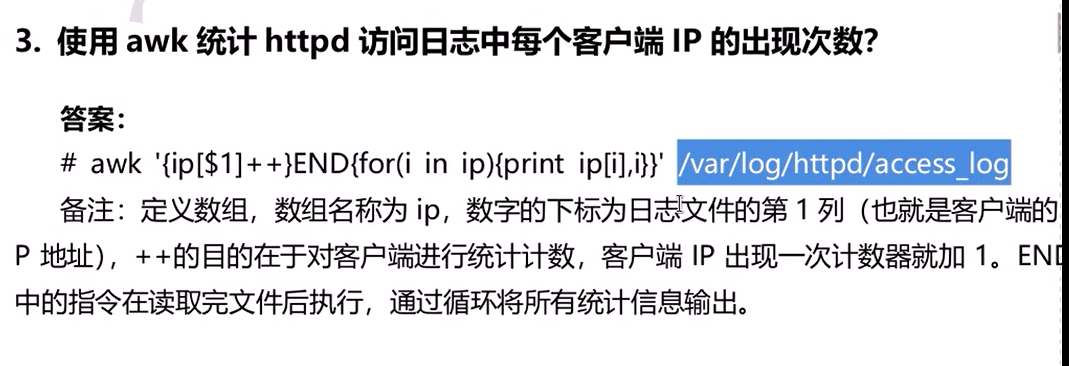 3. 使用 awk 统计 httpd 访问日志中每个客户端 IP 的出现次数?
答案：
# awk '{ip[$1]++}END{for(i in ip){print ip[i],i}}' /var/log/httpd/access_log
备注：定义数组，数组名称为 ip，数字的下标为日志文件的第 1 列（也就是客户端的
P 地址），++的目的在于对客户端进行统计计数，客户端 IP 出现一次计数器就加 1。END
中的指令在读取完文件后执行，通过循环将所有统计信息输出。